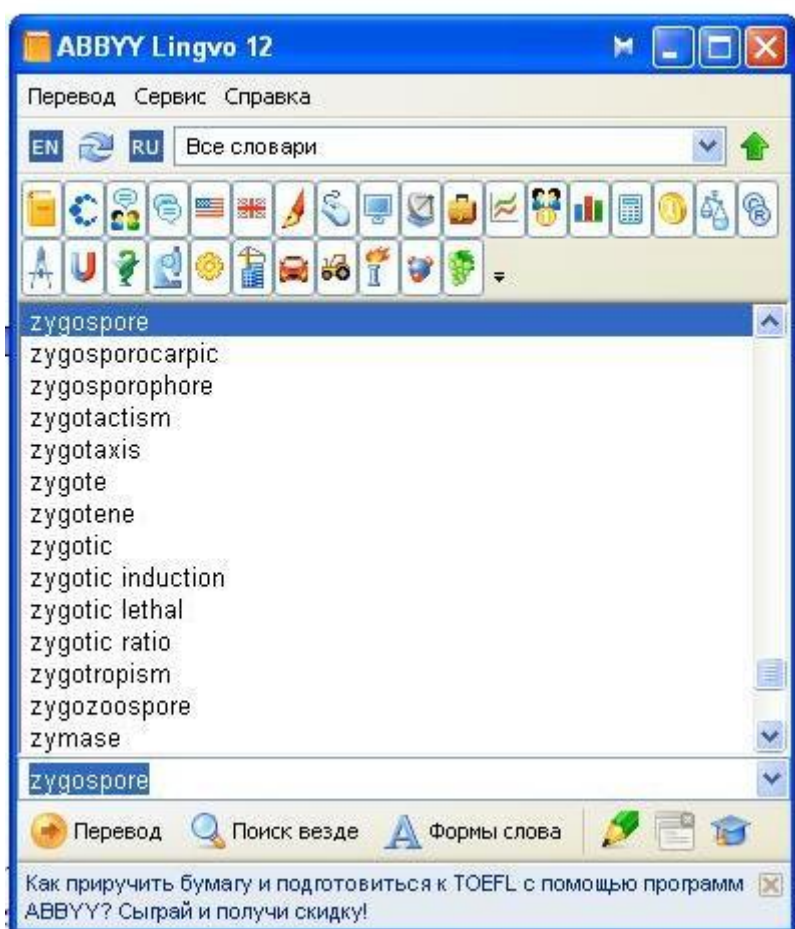 ABBYY Lingvo 12
Перевод Сервис Справка
EN RU Все словари
zygospore
zygosporocarpic
zygosporophore
zygotactism
zygotaxis
zygote
zygotene
zygotic
zygotic induction
zygotic lethal
zygotic ratio
zygotropism
zygozoospore
zymase
zygospore
Перевод Поиск везде Формы слова
Как приручить бумагу и подготовиться к TOEFL с помощью программ
ABBYY? Сыграй и получи скидку!